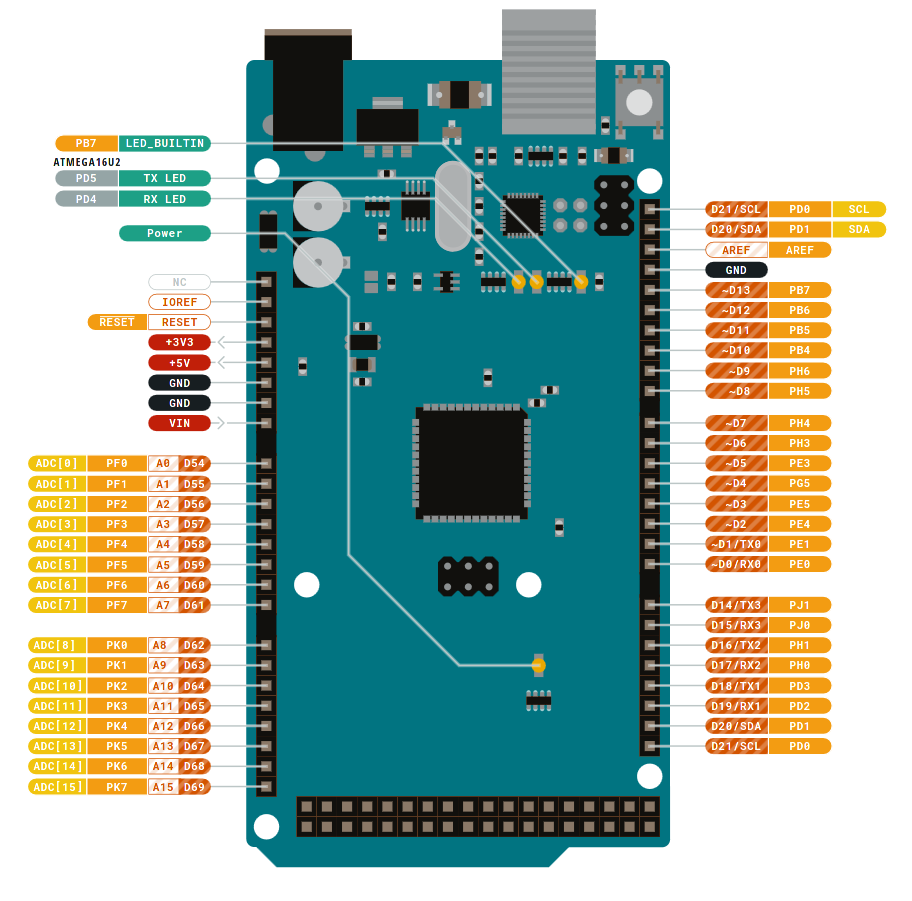 PB7 LED_BUILTIN
ATMEGA16U2
PD5 TX LED
PD4 RX LED
Power
NC
IOREF
RESET RESET
+3V3
+5V
GND
GND
VIN
ADC[0] PF0 A0 D54
ADC[1] PF1 A1 D55
ADC[2] PF2 A2 D56
ADC[3] PF3 A3 D57
ADC[4] PF4 A4 D58
ADC[5] PF5 A5 D59
ADC[6] PF6 A6 D60
ADC[7] PF7 A7 D61
ADC[8] PK0 A8 D62
ADC[9] PK1 A9 D63
ADC[10] PK2 A10 D64
ADC[11] PK3 A11 D65
ADC[12] PK4 A12 D66
ADC[13] PK5 A13 D67
ADC[14] PK6 A14 D68
ADC[15] PK7 A15 D69
D21/SCL PD0 SCL
D20/SDA PD1 SDA
AREF AREF
GND
~D13 PB7
~D12 PB6
~D11 PB5
~D10 PB4
~D9 PH6
~D8 PH5
~D7 PH4
~D6 PH3
~D5 PE3
~D4 PG5
~D3 PE5
~D2 PE4
~D1/TX0 PE1
~D0/RX0 PE0
D14/TX3 PJ1
D15/RX3 PJ0
D16/TX2 PH1
D17/RX2 PH0
D18/TX1 PD3
D19/RX1 PD2
D20/SDA PD1
D21/SCL PD0